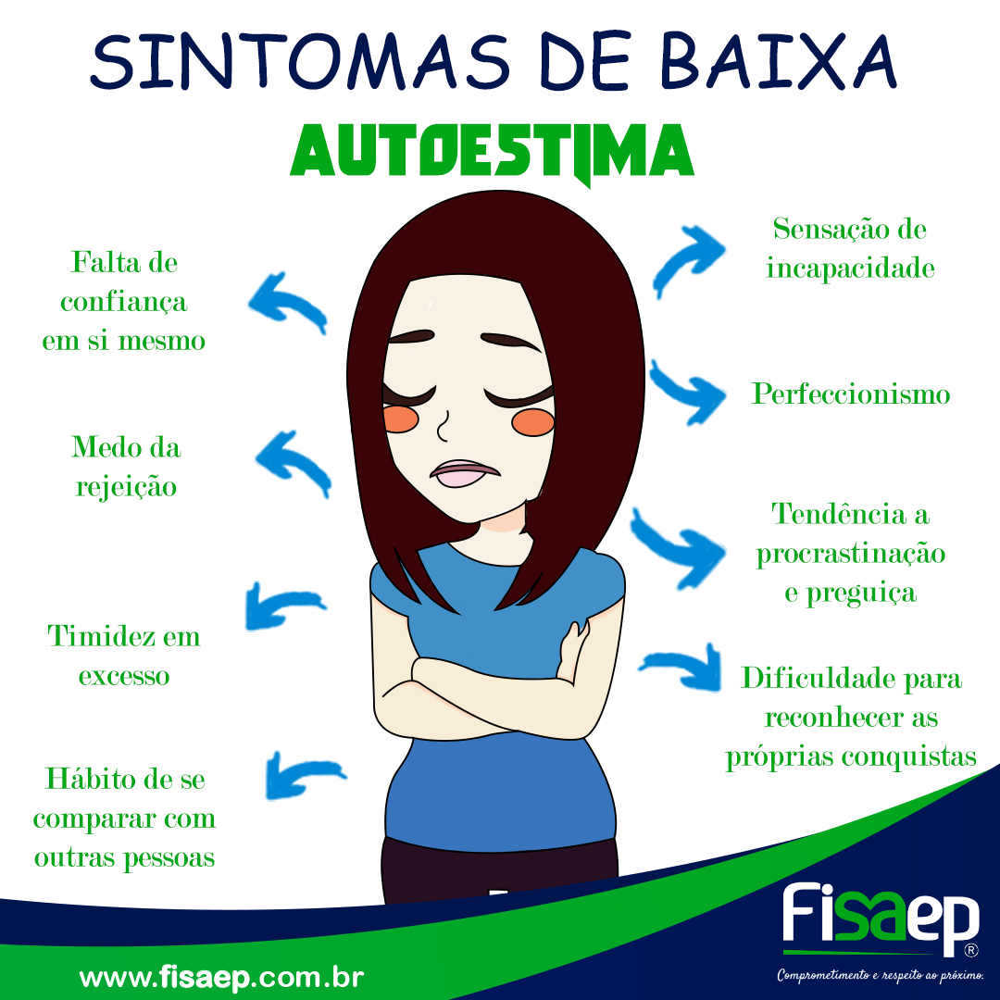 SINTOMAS DE BAIXA
AUTOESTIMA
Falta de
confiança
em si mesmo
Medo da
rejeição
Timidez em
excesso
Hábito de se
comparar com
outras pessoas
Sensação de
incapacidade
Perfeccionismo
Tendência a
procrastinação
e preguiça
Dificuldade para
reconhecer as
próprias conquistas
Fisaep
®
Comprometimento e respeito ao próximo.
www.fisaep.com.br